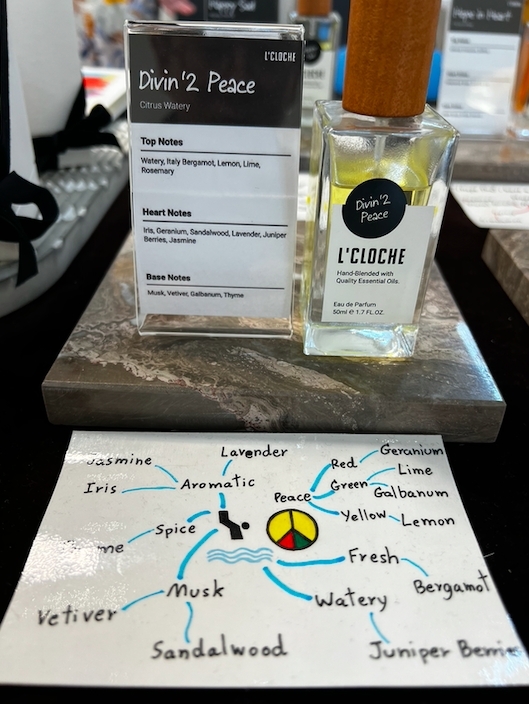 L'CLOCHE
Divin'2 Peace
Citrus Watery
Top Notes
Watery, Italy Bergamot, Lemon, Lime,
Rosemary
Heart Notes
Iris, Geranium, Sandalwood, Lavender, Juniper
Berries, Jasmine
Base Notes
Musk, Vetiver, Galbanum, Thyme
Divin'2
Peace
L'CLOCHE
Hand-Blended with
Quality Essential Oils.
Eau de Parfum
50ml e 1.7 FL.OZ.
Lavender
Jasmine
Iris
Aromatic
Spice
Musk
Vetiver
Sandalwood
Peace
Red
Geranium
Green
Lime
Galbanum
Yellow
Lemon
Fresh
Bergamot
Watery
Juniper Berries